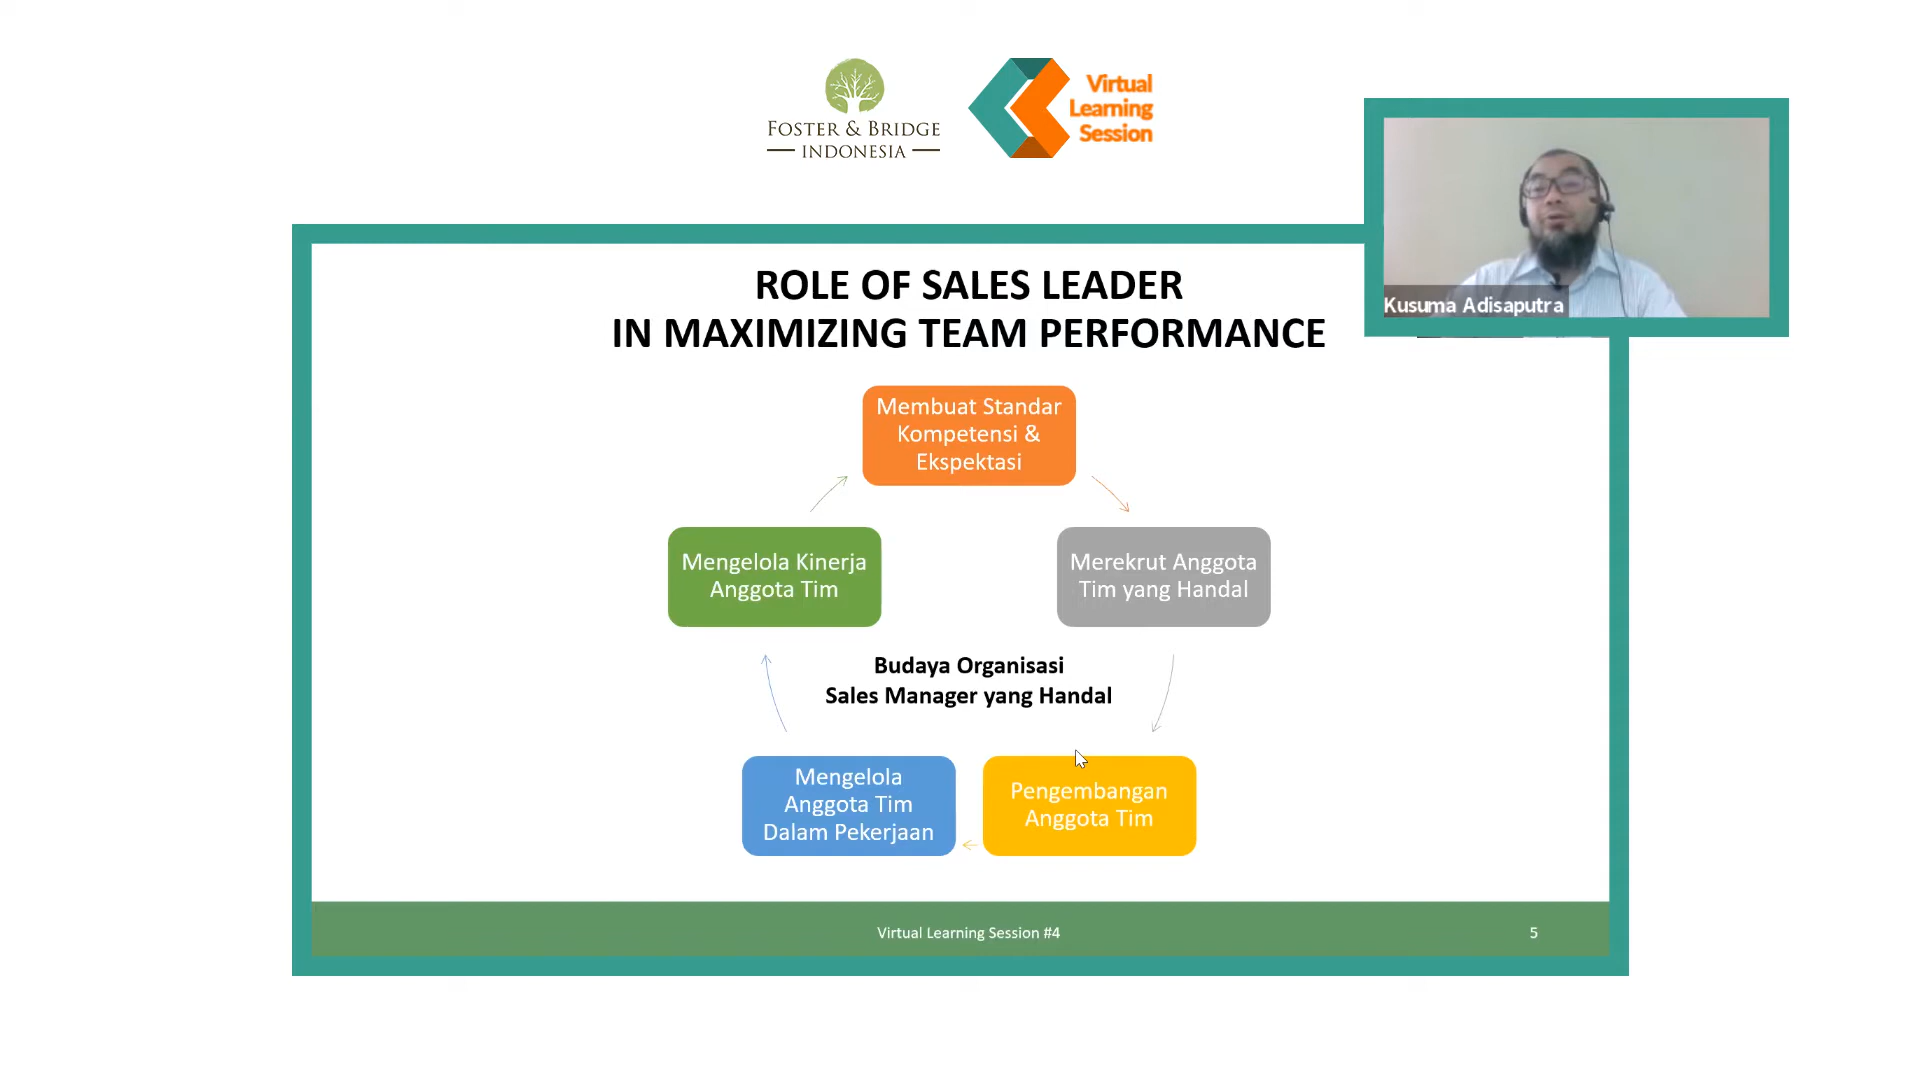 FOSTER & BRIDGE
INDONESIA
Virtual
Learning
Session
Kusuma Adisaputra
ROLE OF SALES LEADER
IN MAXIMIZING TEAM PERFORMANCE
Membuat Standar
Kompetensi &
Ekspektasi
Merekrut Anggota
Tim yang Handal
Pengembangan
Anggota Tim
Mengelola
Anggota Tim
Dalam Pekerjaan
Mengelola Kinerja
Anggota Tim
Budaya Organisasi
Sales Manager yang Handal
Virtual Learning Session #4
5